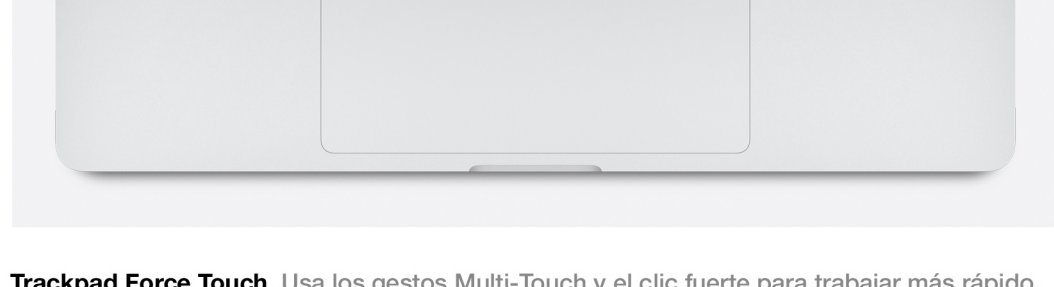 Trackpad Force Touch Usa los gestos Multi-Touch y el clic fuerte para trabajar más rápido